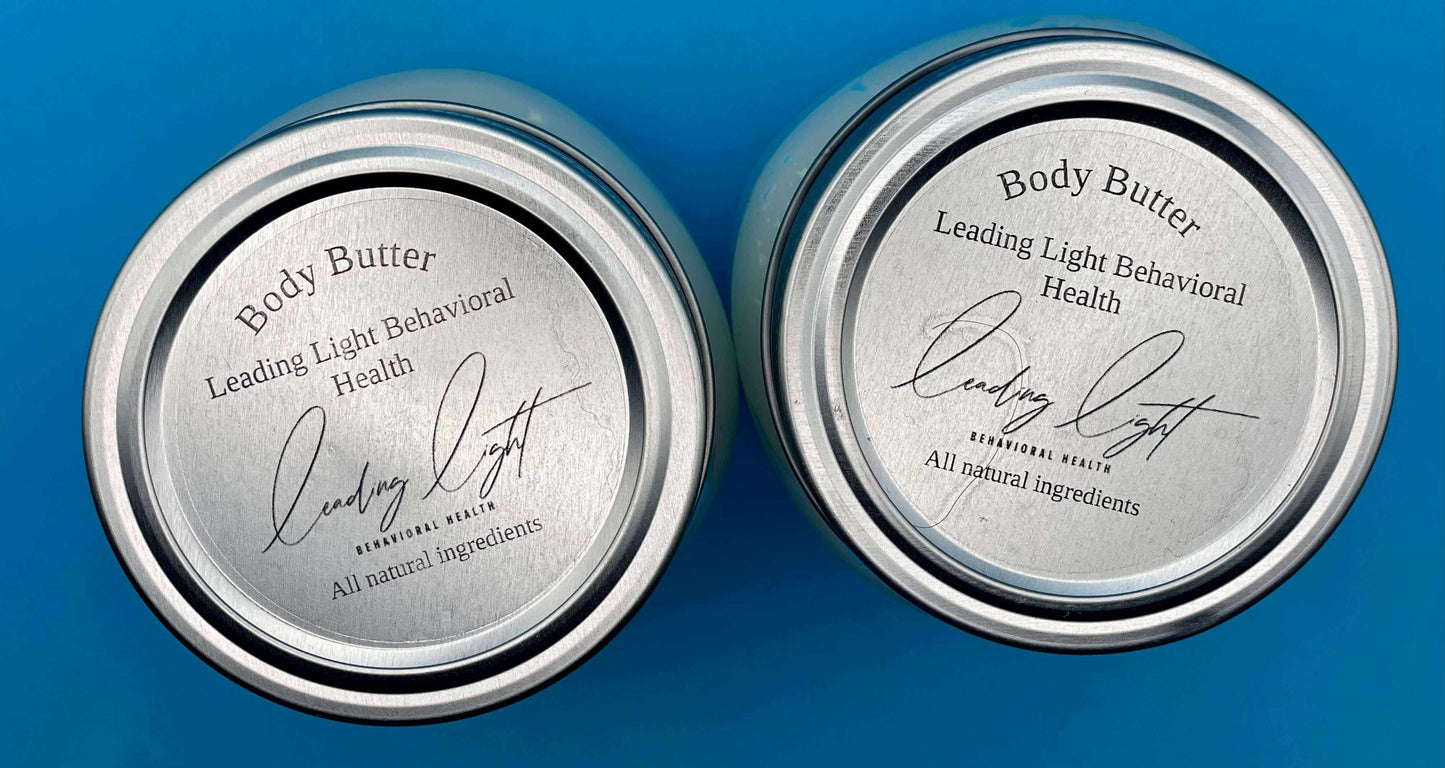 Body Butter
Leading Light Behavioral
Health
Leading Light
BEHAVIORAL HEALTH
All natural ingredients
Body Butter
Leading Light Behavioral
Health
Leading Light
BEHAVIORAL HEALTH
All natural ingredients